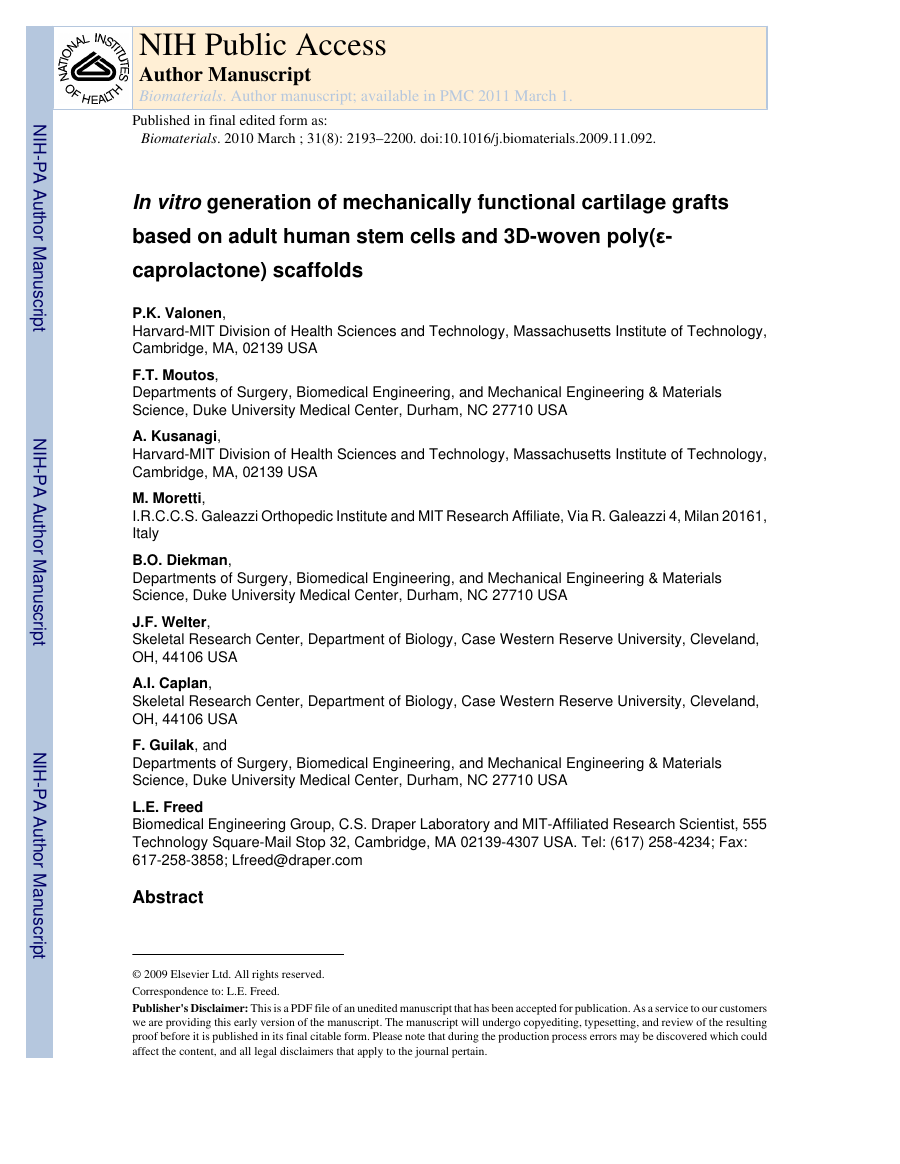 NATIONAL INSTITUTES OF HEALTH
NIH Public Access
Author Manuscript
Biomaterials. Author manuscript; available in PMC 2011 March 1.
Published in final edited form as:
Biomaterials. 2010 March ; 31(8): 2193–2200. doi:10.1016/j.biomaterials.2009.11.092.
In vitro generation of mechanically functional cartilage grafts
based on adult human stem cells and 3D-woven poly(ε-
caprolactone) scaffolds
P.K. Valonen,
Harvard-MIT Division of Health Sciences and Technology, Massachusetts Institute of Technology,
Cambridge, MA, 02139 USA
F.T. Moutos,
Departments of Surgery, Biomedical Engineering, and Mechanical Engineering & Materials
Science, Duke University Medical Center, Durham, NC 27710 USA
A. Kusanagi,
Harvard-MIT Division of Health Sciences and Technology, Massachusetts Institute of Technology,
Cambridge, MA, 02139 USA
M. Moretti,
I.R.C.C.S. Galeazzi Orthopedic Institute and MIT Research Affiliate, Via R. Galeazzi 4, Milan 20161,
Italy
B.O. Diekman,
Departments of Surgery, Biomedical Engineering, and Mechanical Engineering & Materials
Science, Duke University Medical Center, Durham, NC 27710 USA
J.F. Welter,
Skeletal Research Center, Department of Biology, Case Western Reserve University, Cleveland,
OH, 44106 USA
A.I. Caplan,
Skeletal Research Center, Department of Biology, Case Western Reserve University, Cleveland,
OH, 44106 USA
F. Guilak, and
Departments of Surgery, Biomedical Engineering, and Mechanical Engineering & Materials
Science, Duke University Medical Center, Durham, NC 27710 USA
L.E. Freed
Biomedical Engineering Group, C.S. Draper Laboratory and MIT-Affiliated Research Scientist, 555
Technology Square-Mail Stop 32, Cambridge, MA 02139-4307 USA. Tel: (617) 258-4234; Fax:
617-258-3858; Lfreed@draper.com
Abstract
© 2009 Elsevier Ltd. All rights reserved.
Correspondence to: L.E. Freed.
Publisher's Disclaimer: This is a PDF file of an unedited manuscript that has been accepted for publication. As a service to our customers
we are providing this early version of the manuscript. The manuscript will undergo copyediting, typesetting, and review of the resulting
proof before it is published in its final citable form. Please note that during the production process errors may be discovered which could
affect the content, and all legal disclaimers that apply to the journal pertain.
NIH-PA Author Manuscript
NIH-PA Author Manuscript
NIH-PA Author Manuscript